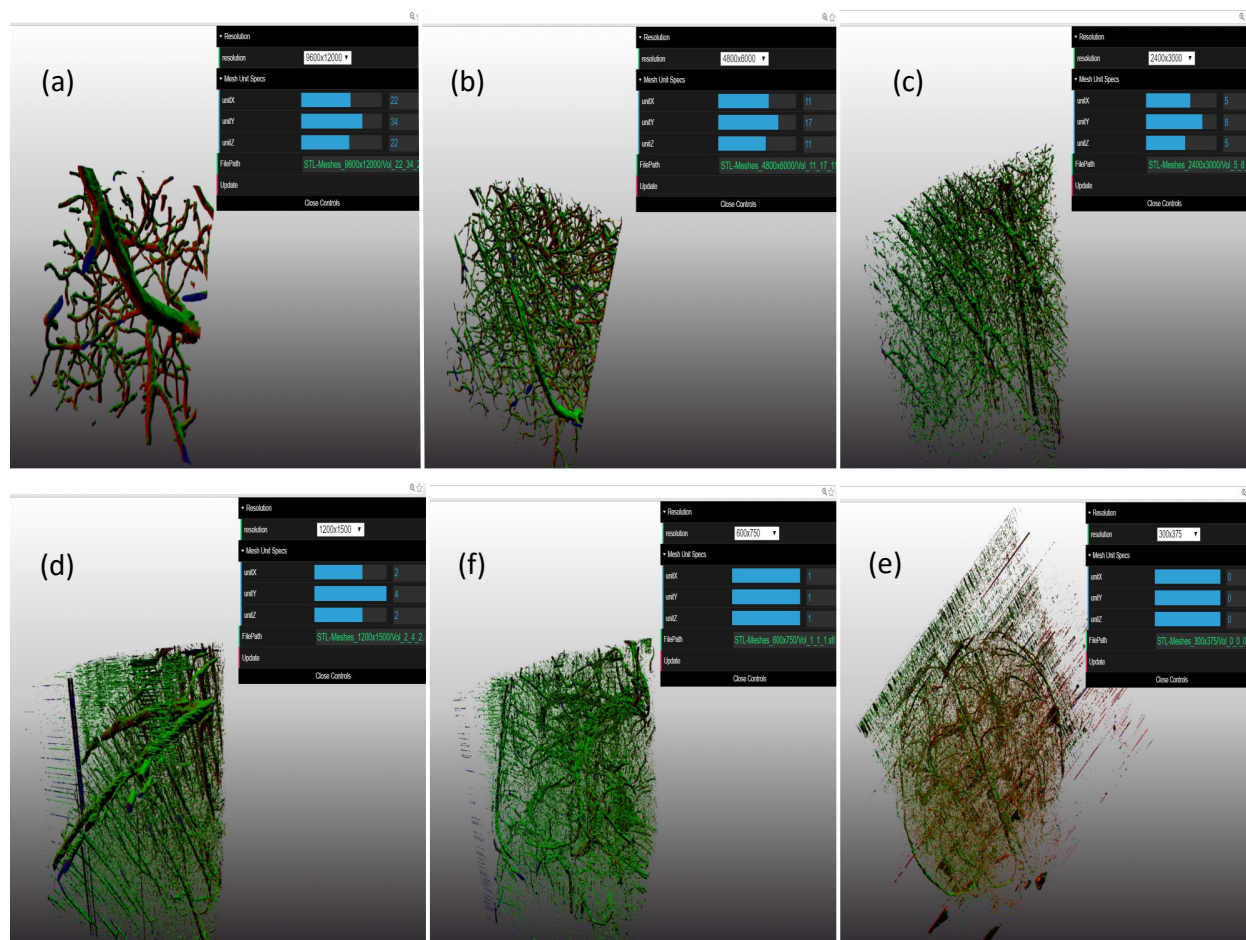 (a)
▾ Resolution
resolution 9600x12000 ▾
▾ Mesh Unit Specs
unitX 22
unitY 34
unitZ 22
FilePath STL-Meshes_9600x12000/Vol_22_34_2
Update
Close Controls
(b)
▾ Resolution
resolution 4800x6000 ▾
▾ Mesh Unit Specs
unitX 11
unitY 17
unitZ 11
FilePath STL-Meshes_4800x6000/Vol_11_17_11
Update
Close Controls
(c)
▾ Resolution
resolution 2400x3000 ▾
▾ Mesh Unit Specs
unitX 5
unitY 8
unitZ 5
FilePath STL-Meshes_2400x3000/Vol_5_8
Update
Close Controls
(d)
▾ Resolution
resolution 1200x1500 ▾
▾ Mesh Unit Specs
unitX 2
unitY 4
unitZ 2
FilePath STL-Meshes_1200x1500/Vol_2_4_2.
Update
Close Controls
(f)
▾ Resolution
resolution 600x750 ▾
▾ Mesh Unit Specs
unitX 1
unitY 1
unitZ 1
FilePath STL-Meshes_600x750/Vol_1_1_1.stl
Update
Close Controls
(e)
▾ Resolution
resolution 300x375 ▾
▾ Mesh Unit Specs
unitX 0
unitY 0
unitZ 0
FilePath STL-Meshes_300x375/Vol_0_0_0
Update
Close Controls